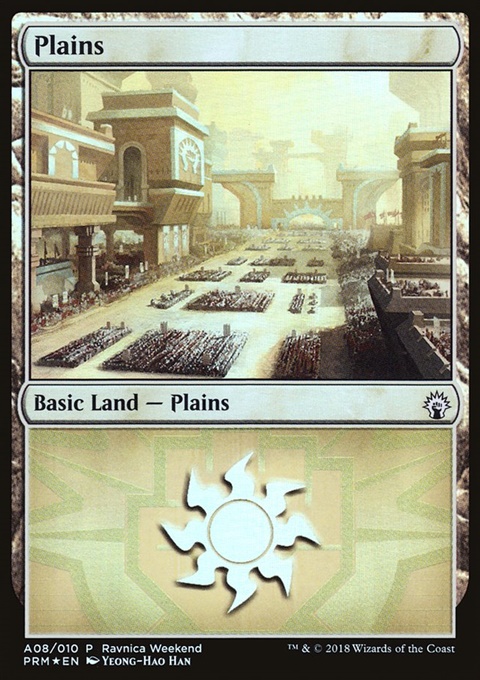 Plains
Basic Land — Plains
A08/010 P Ravnica Weekend
PRM★EN Yeong-Hao Han
™ & © 2018 Wizards of the Coast